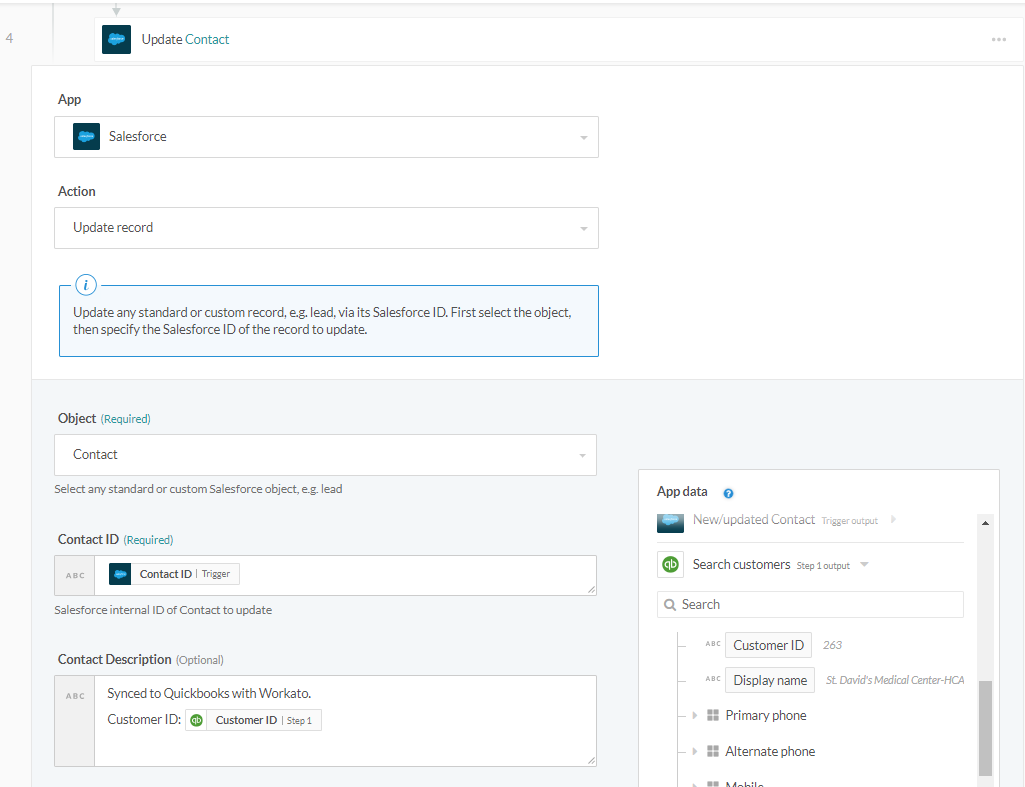 4
Update Contact
App
Salesforce
Action
Update record
i
Update any standard or custom record, e.g. lead, via its Salesforce ID. First select the object,
then specify the Salesforce ID of the record to update.
Object (Required)
Contact
Select any standard or custom Salesforce object, e.g. lead
Contact ID (Required)
ABC Contact ID | Trigger
Salesforce internal ID of Contact to update
Contact Description (Optional)
ABC Synced to Quickbooks with Workato.
Customer ID: qb Customer ID | Step 1
App data ?
New/updated Contact Trigger output
qb Search customers Step 1 output
Search
ABC Customer ID 263
ABC Display name St. David's Medical Center-HCA
Primary phone
Alternate phone
Mobile